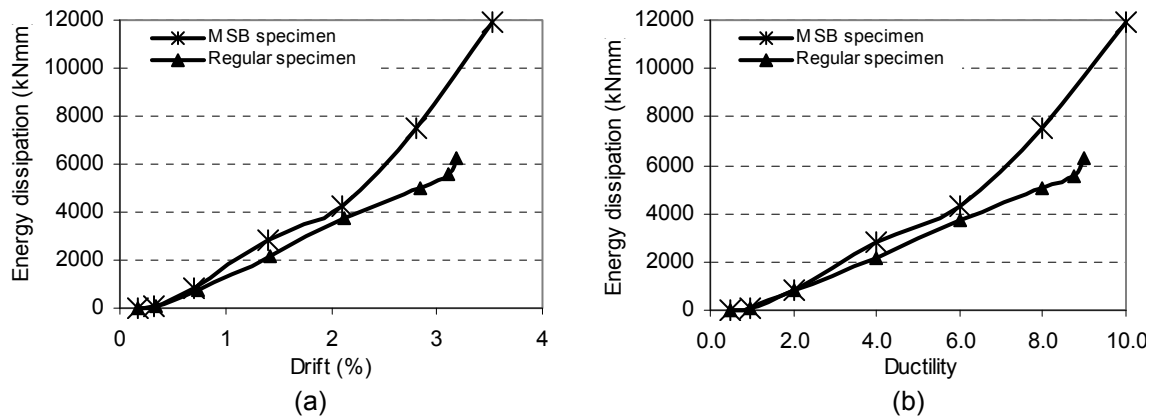 Energy dissipation (kNmm)
12000
10000
8000
6000
4000
2000
0
MSB specimen
Regular specimen
0 1 2 3 4
Drift (%)
(a)
Energy dissipation (kNmm)
12000
10000
8000
6000
4000
2000
0
MSB specimen
Regular specimen
0.0 2.0 4.0 6.0 8.0 10.0
Ductility
(b)